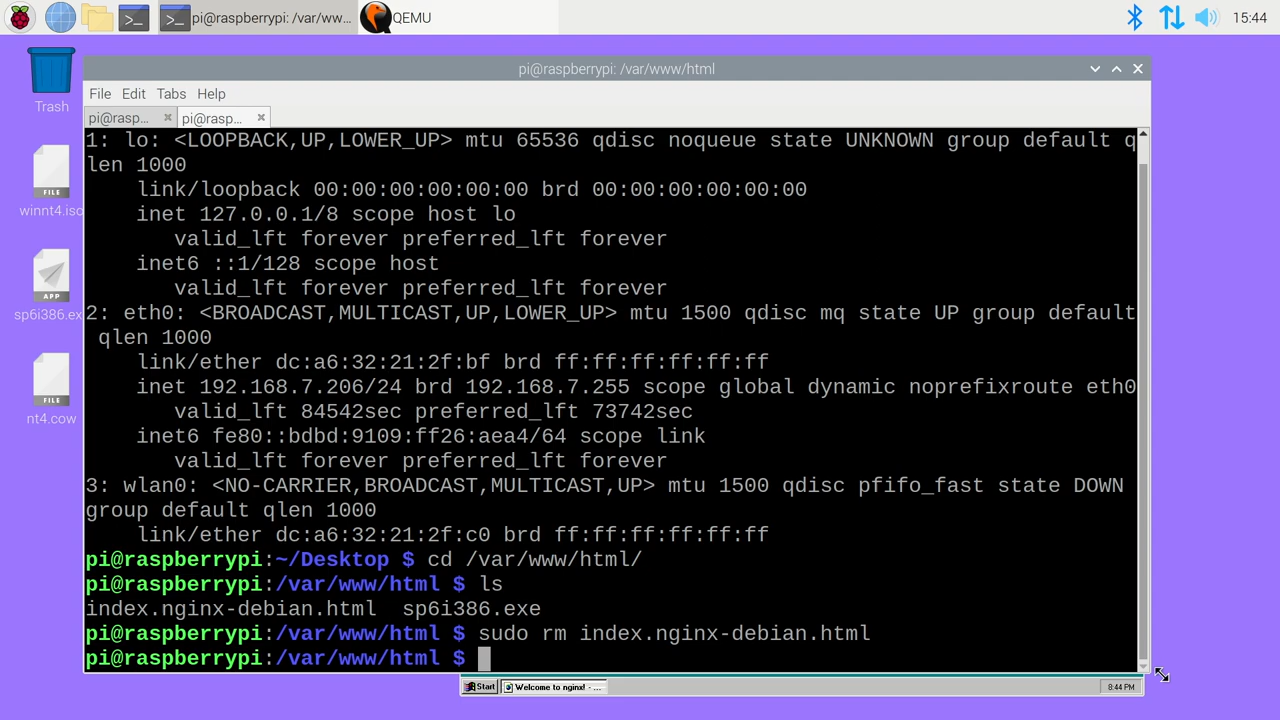 pi@raspberrypi: /var/ww...
QEMU
15:44
Trash
FILE
winnt4.iso
APP
sp6i386.ex
FILE
nt4.cow
pi@raspberrypi: /var/www/html
File Edit Tabs Help
pi@rasp... pi@rasp...
1: lo: <LOOPBACK,UP,LOWER_UP> mtu 65536 qdisc noqueue state UNKNOWN group default q
len 1000
link/loopback 00:00:00:00:00:00 brd 00:00:00:00:00:00
inet 127.0.0.1/8 scope host lo
valid_lft forever preferred_lft forever
inet6 ::1/128 scope host
valid_lft forever preferred_lft forever
2: eth0: <BROADCAST,MULTICAST,UP,LOWER_UP> mtu 1500 qdisc mq state UP group default
qlen 1000
link/ether dc:a6:32:21:2f:bf brd ff:ff:ff:ff:ff:ff
inet 192.168.7.206/24 brd 192.168.7.255 scope global dynamic noprefixroute eth0
valid_lft 84542sec preferred_lft 73742sec
inet6 fe80::bdbd:9109:ff26:aea4/64 scope link
valid_lft forever preferred_lft forever
3: wlan0: <NO-CARRIER,BROADCAST,MULTICAST,UP> mtu 1500 qdisc pfifo_fast state DOWN
group default qlen 1000
link/ether dc:a6:32:21:2f:c0 brd ff:ff:ff:ff:ff:ff
pi@raspberrypi:~/Desktop $ cd /var/www/html/
pi@raspberrypi:/var/www/html $ ls
index.nginx-debian.html sp6i386.exe
pi@raspberrypi:/var/www/html $ sudo rm index.nginx-debian.html
pi@raspberrypi:/var/www/html $
Start
Welcome to nginx! - ...
8:44 PM